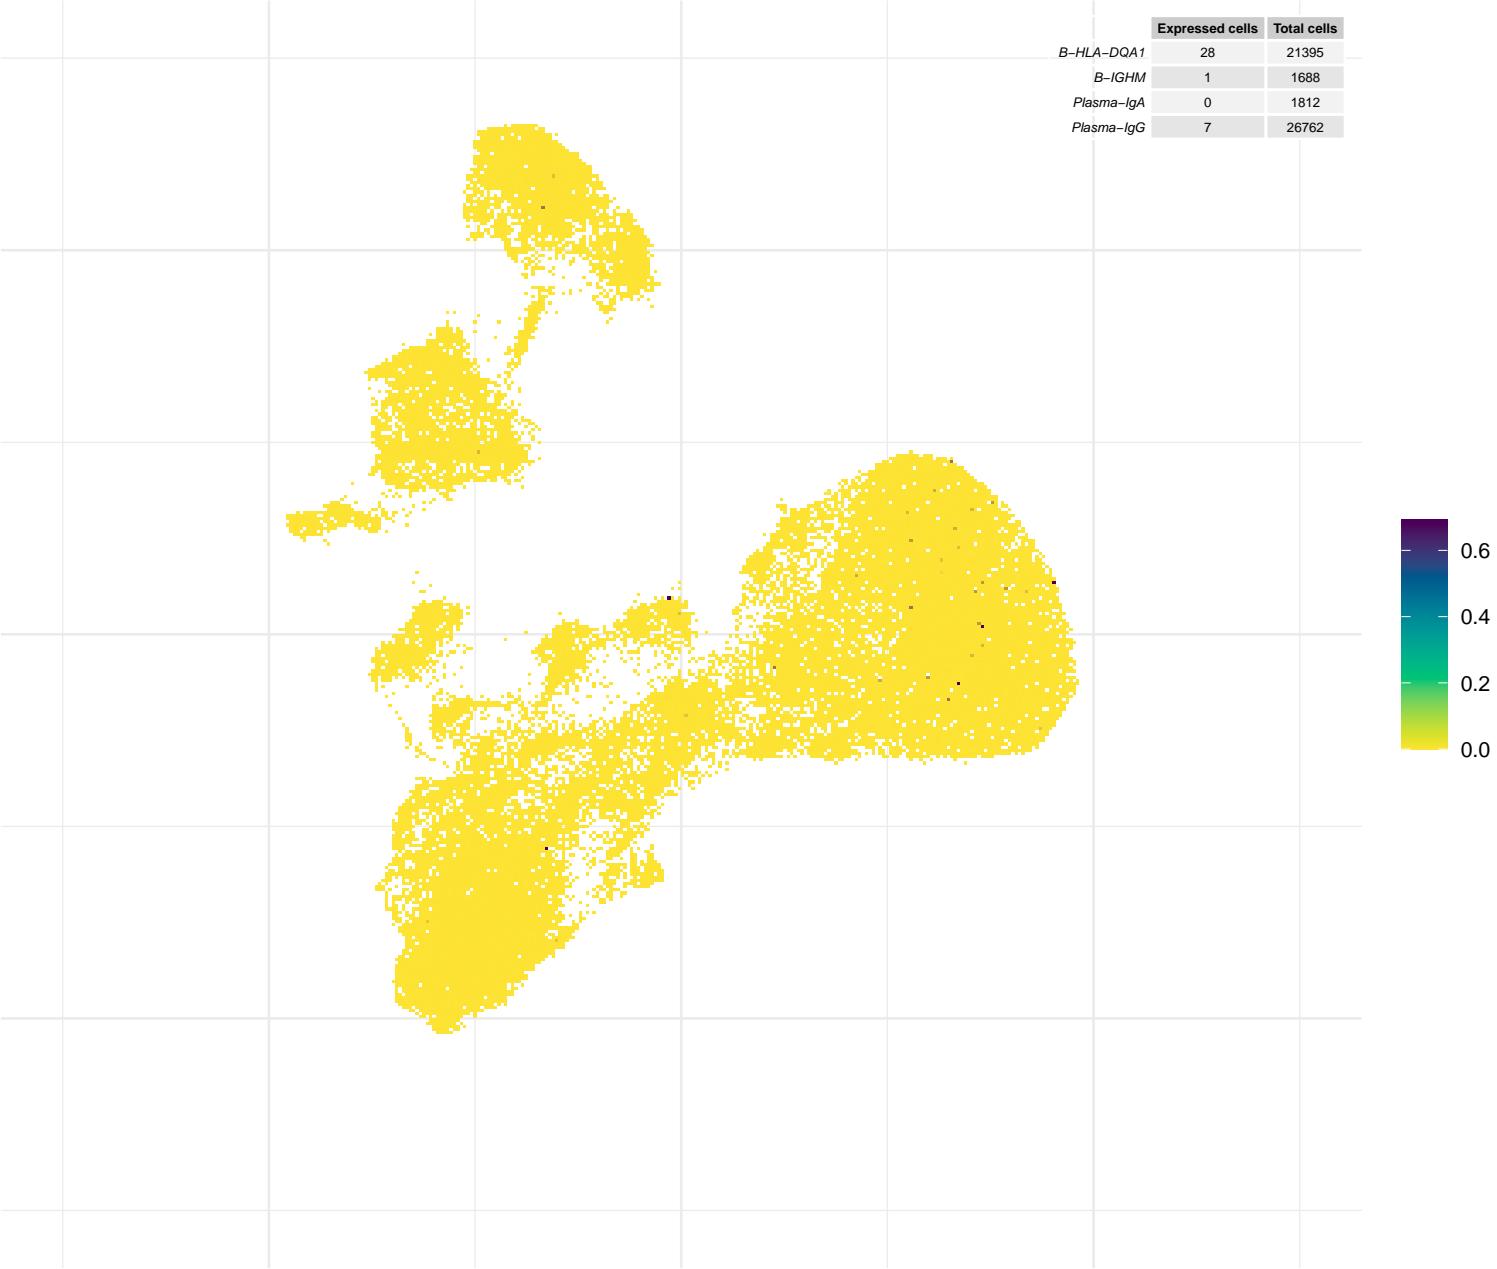 Expressed cells Total cells
B−HLA−DQA1 28 21395
B−IGHM 1 1688
Plasma−IgA 0 1812
Plasma−IgG 7 26762
0.6
0.4
0.2
0.0